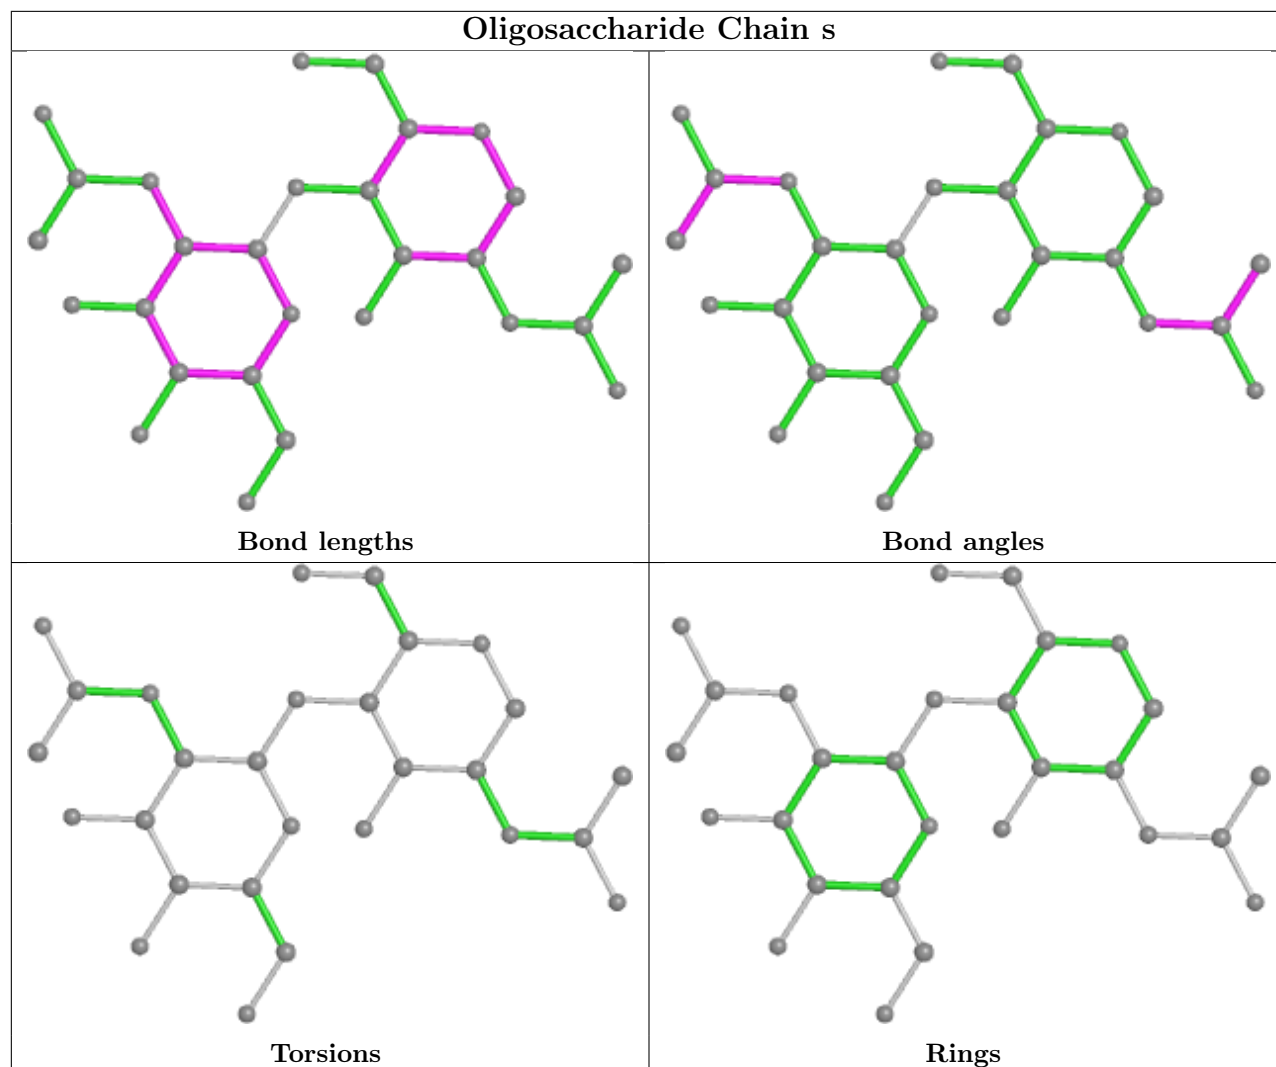 Oligosaccharide Chain s
Bond lengths
Bond angles
Torsions
Rings